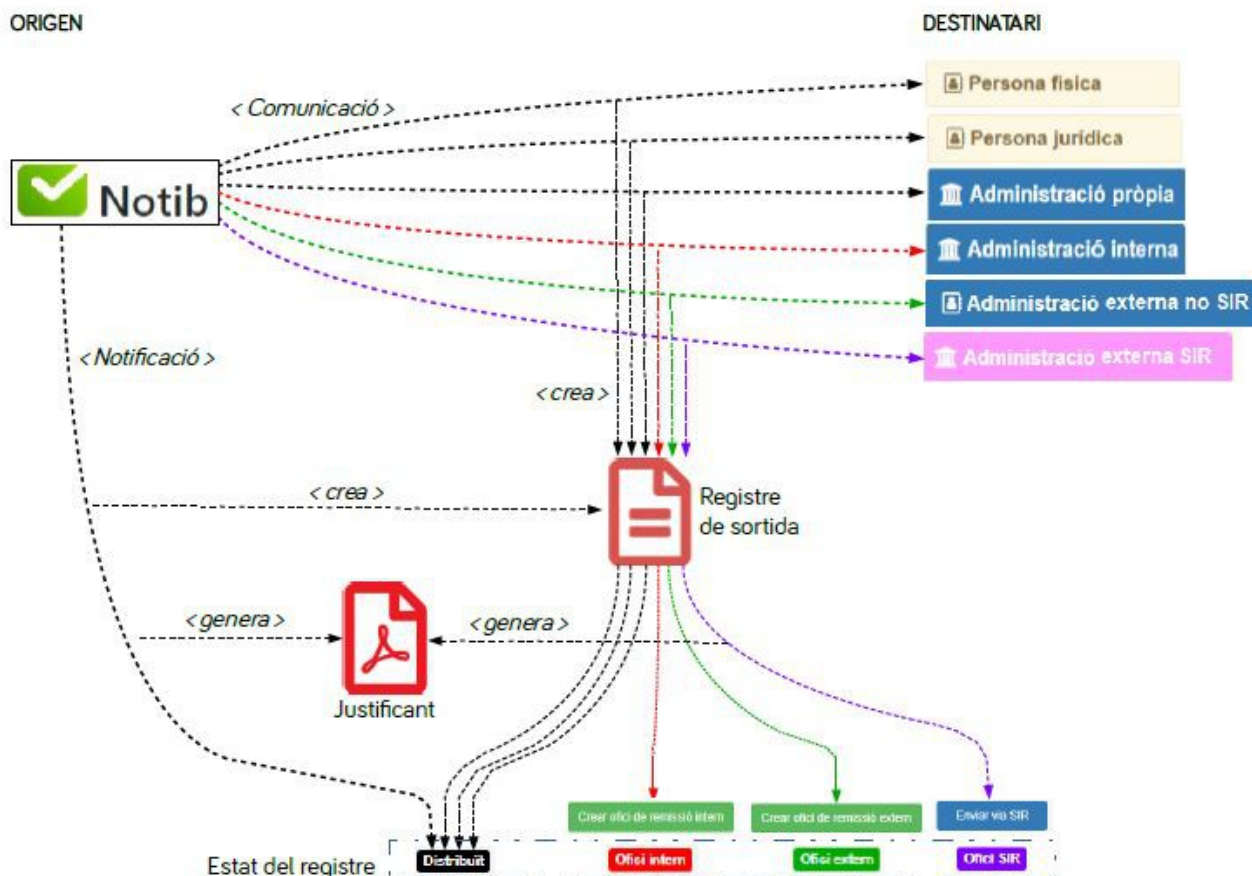 ORIGEN
DESTINATARI
< Comunicació >
Persona física
Persona jurídica
Notib
Administració pròpia
Administració interna
Administració externa no SIR
< Notificació >
Administració externa SIR
< crea >
< crea >
Registre
de sortida
< genera >
< genera >
Justificant
Crear ofici de remissió intern
Crear ofici de remissió extern
Enviar via SIR
Estat del registre
Distribuït
Ofici intern
Ofici extern
Ofici SIR